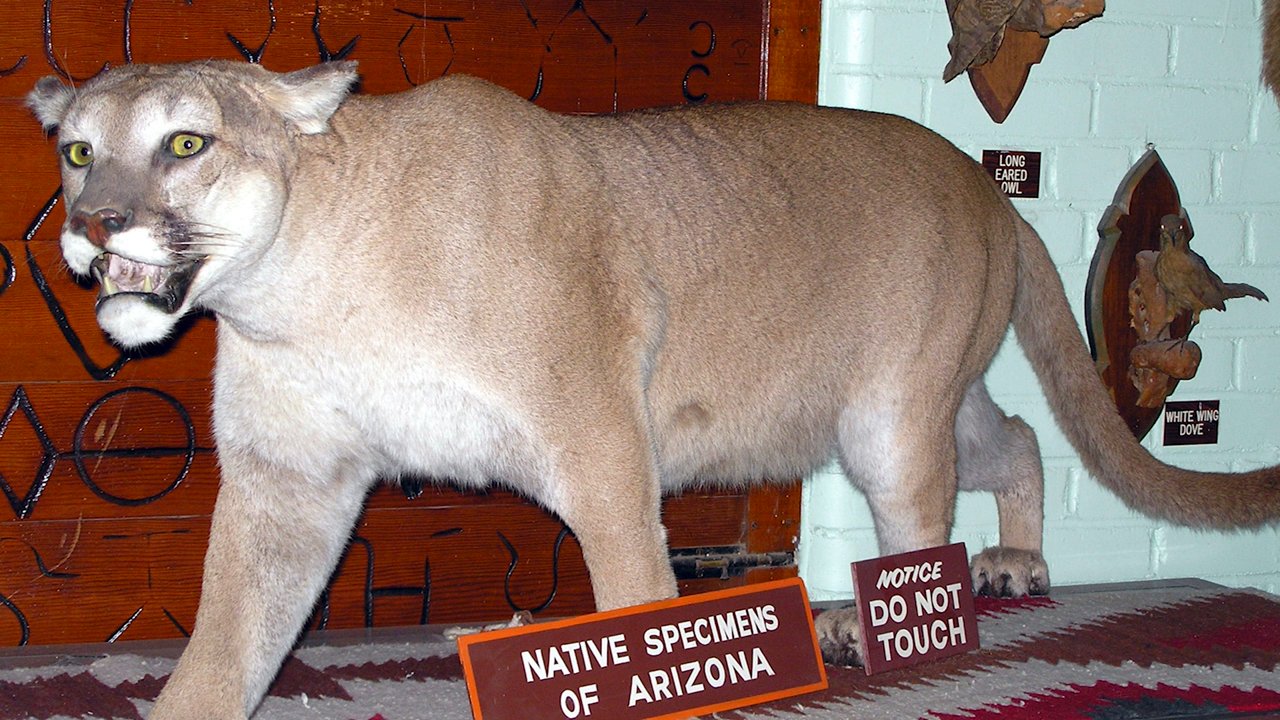 LONG
EARED
OWL
WHITE WING
DOVE
NOTICE
DO NOT
TOUCH
NATIVE SPECIMENS
OF ARIZONA